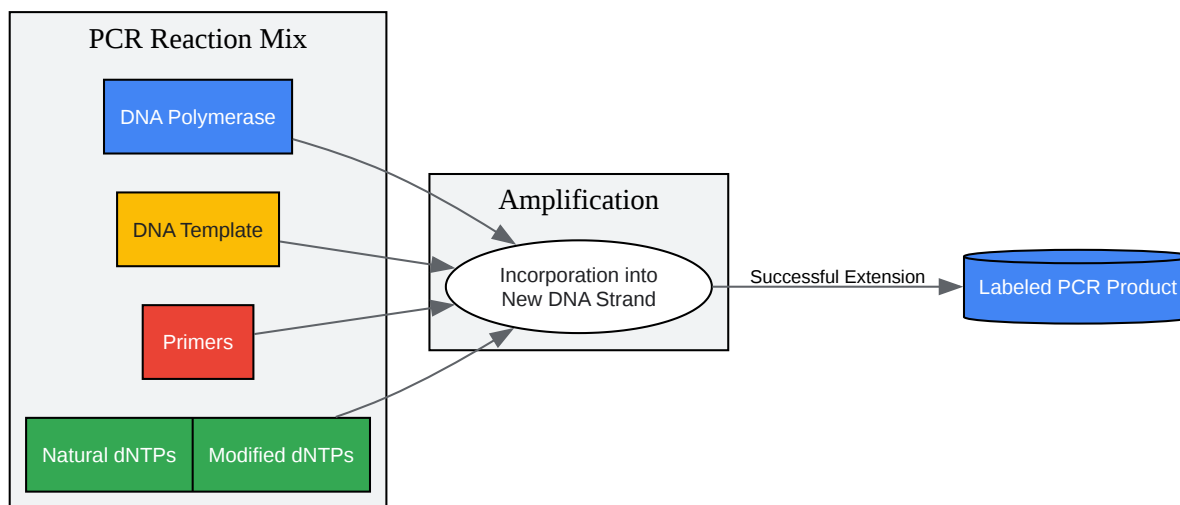 PCR Reaction Mix
DNA Polymerase
DNA Template
Primers
Natural dNTPs
Modified dNTPs
Amplification
Incorporation into
New DNA Strand
Successful Extension
Labeled PCR Product